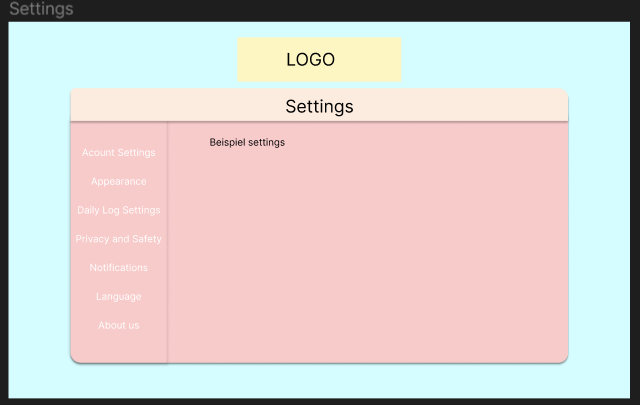 Settings
LOGO
Settings
Beispiel settings
Acount Settings
Appearance
Daily Log Settings
Privacy and Safety
Notifications
Language
About us